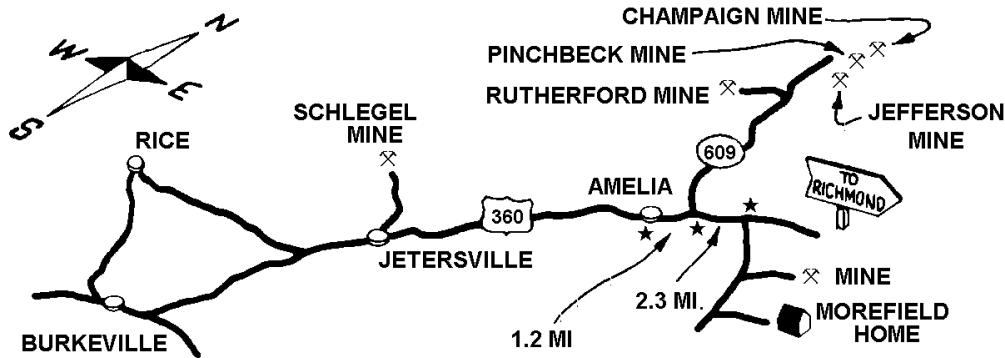 CHAMPAIGN MINE
N
PINCHBECK MINE
W
E
S
RUTHERFORD MINE
SCHLEGEL
MINE
JEFFERSON
MINE
RICE
609
TO
RICHMOND
AMELIA
360
JETERSVILLE
MINE
2.3 MI.
MOREFIELD
HOME
1.2 MI
BURKEVILLE